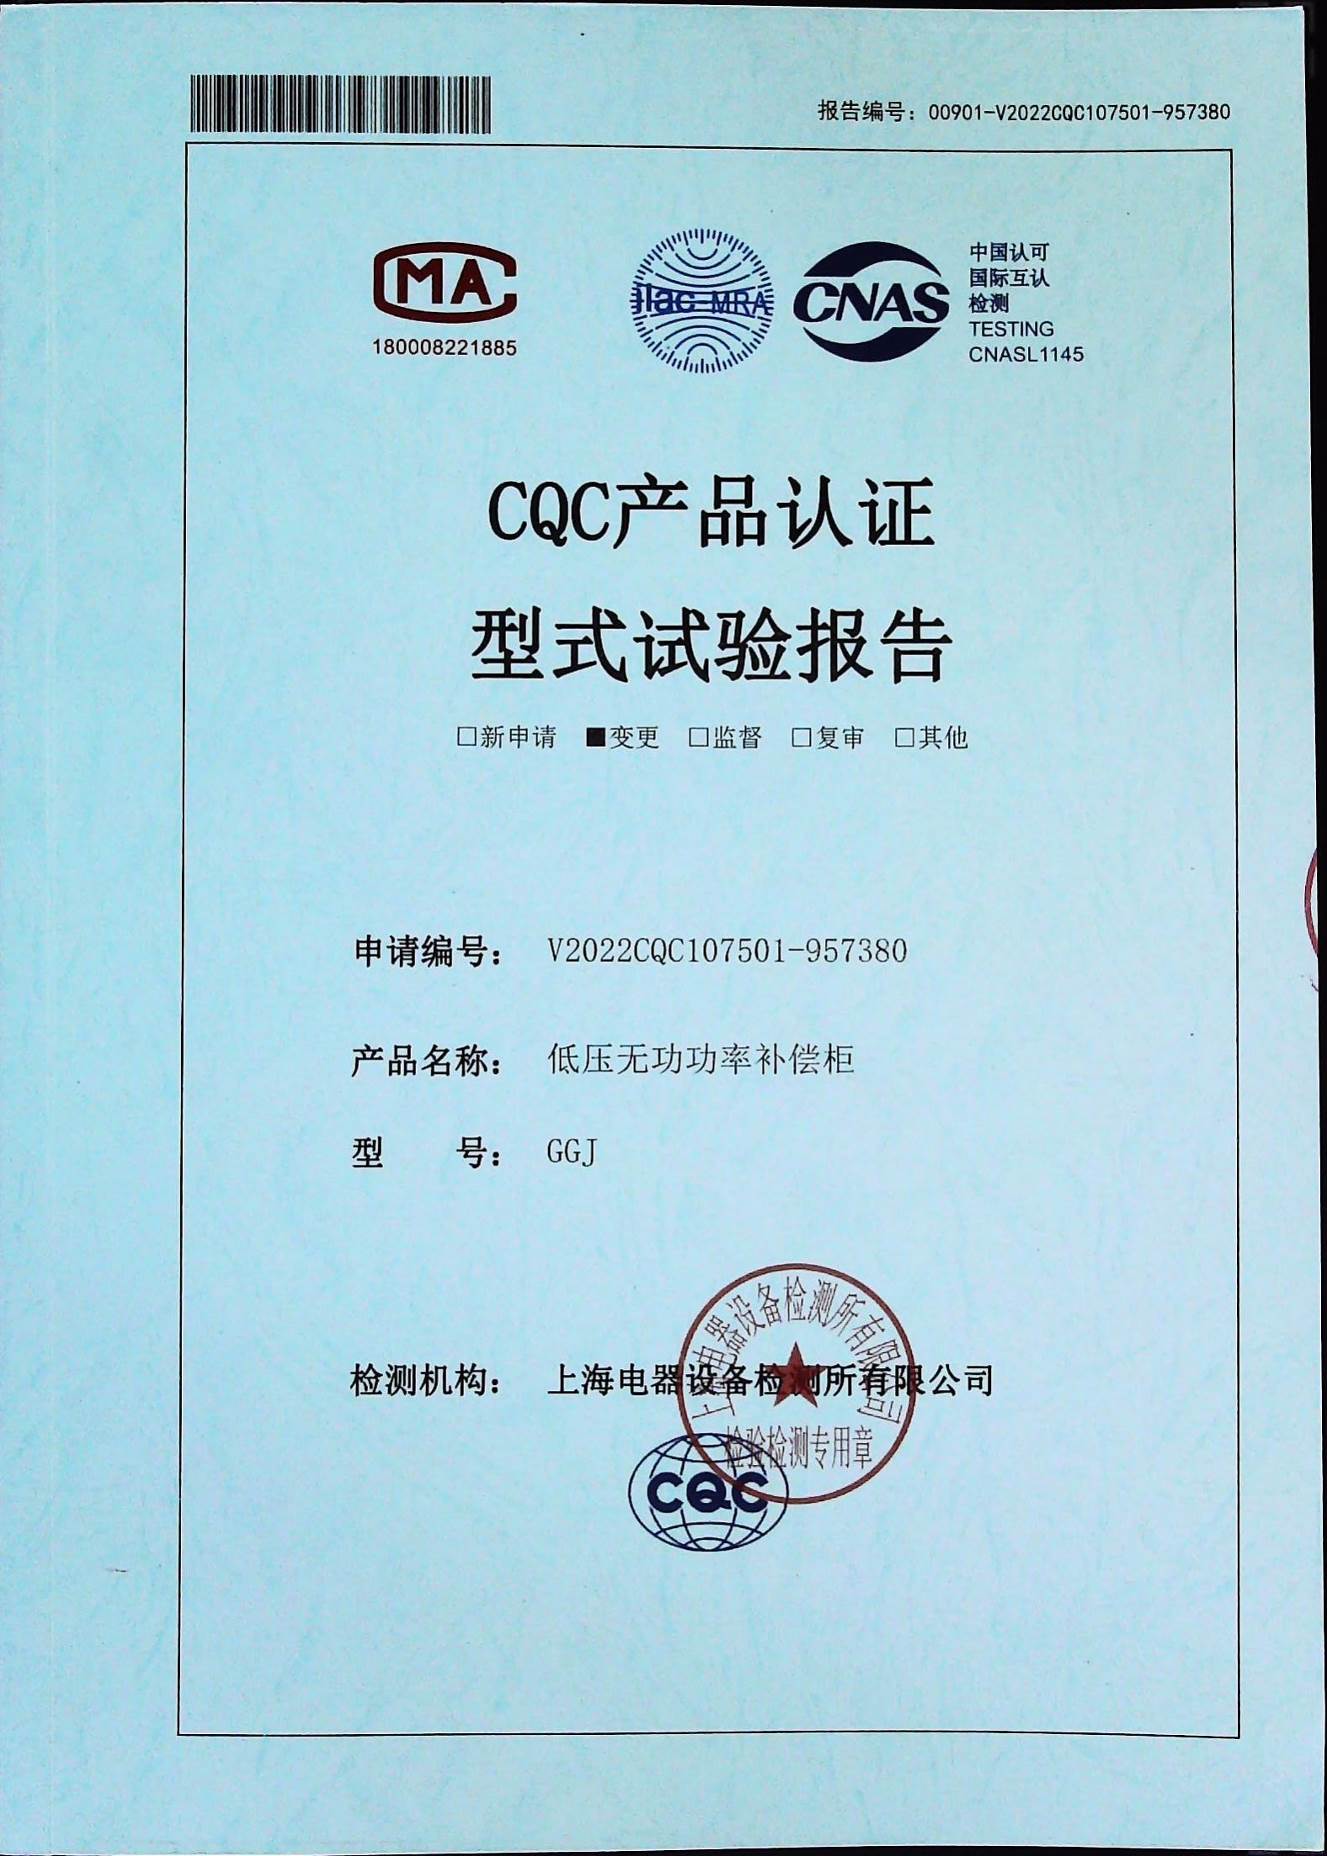 报告编号：00901-V2022CQC107501-957380
MA
180008221885
ilac-MRA
CNAS
中国认可
国际互认
检测
TESTING
CNASL1145
CQC产品认证
型式试验报告
□新申请 ■变更 □监督 □复审 □其他
申请编号： V2022CQC107501-957380
产品名称： 低压无功功率补偿柜
型 号： GGJ
检测机构： 上海电器设备检测所有限公司
上海电器设备检测所有限公司
检验检测专用章
CQC